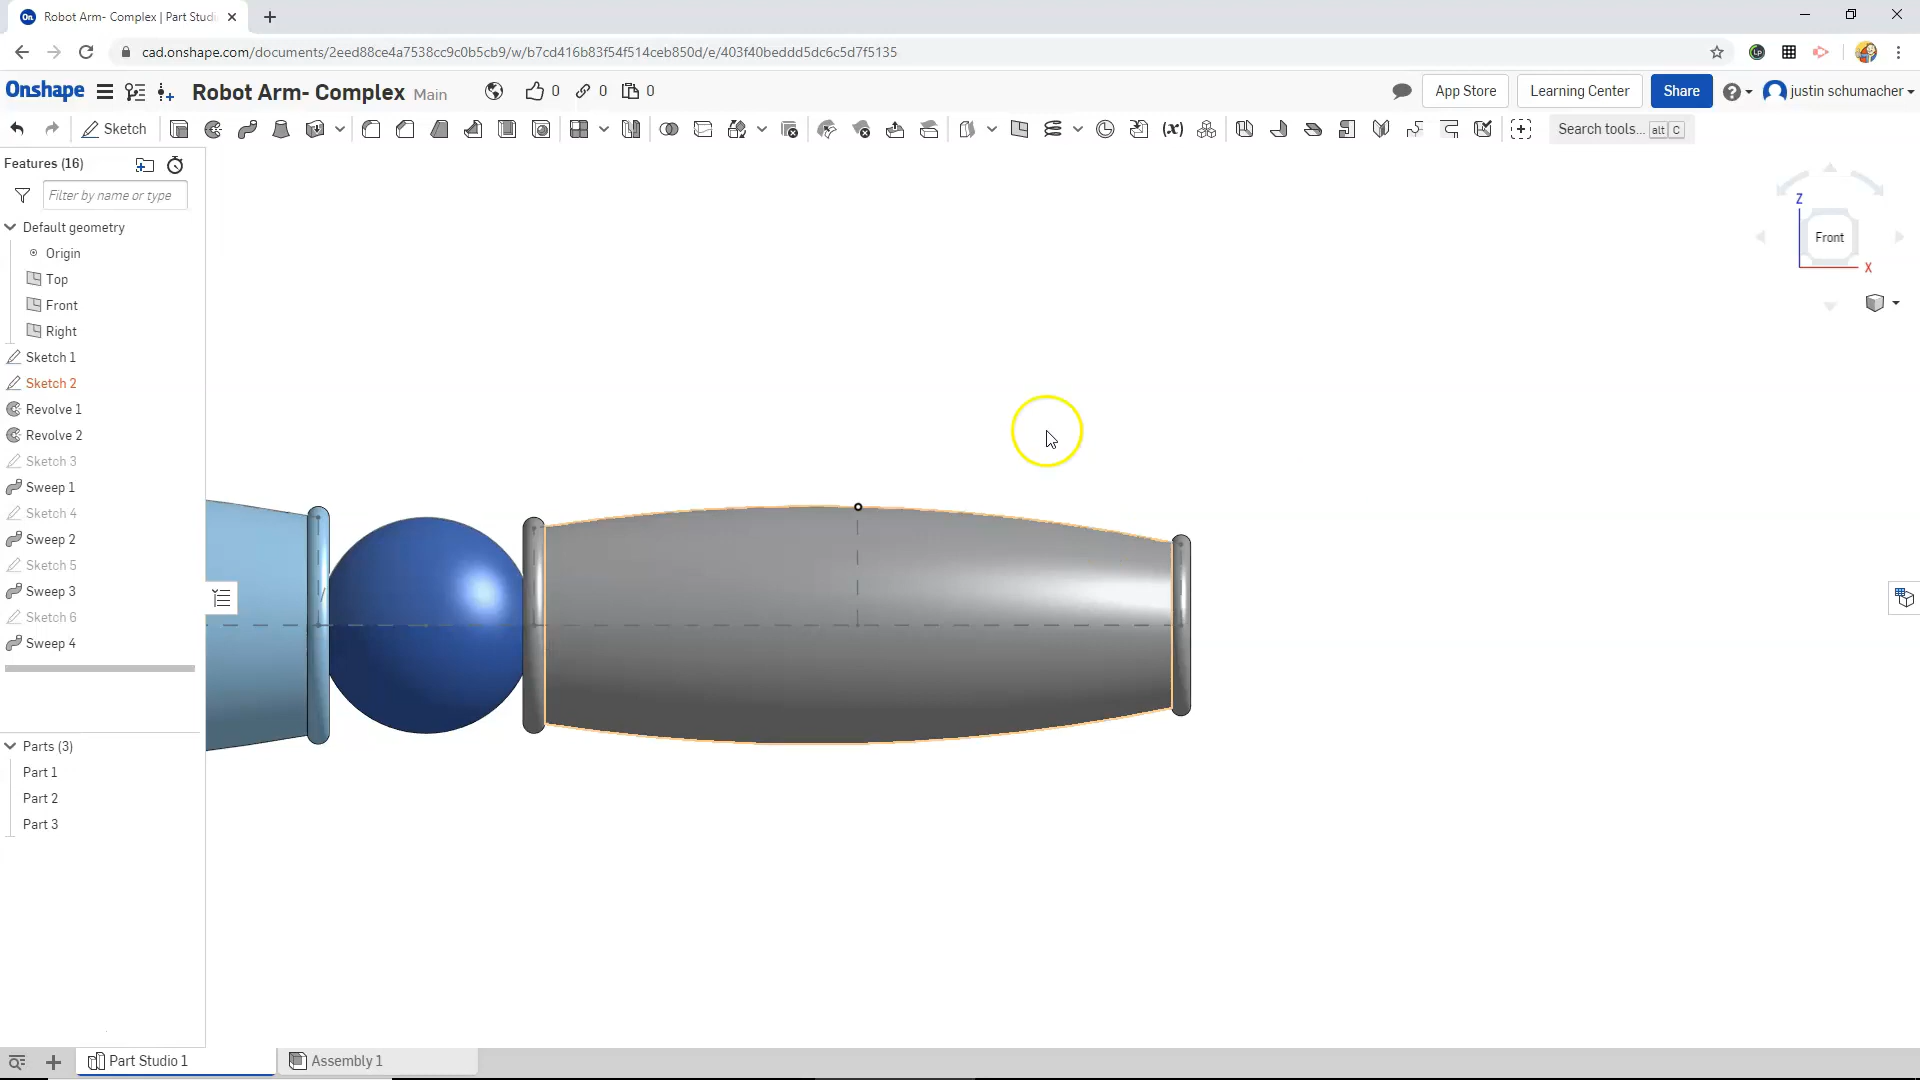 Robot Arm- Complex | Part Studi
cad.onshape.com/documents/2eed88ce4a7538cc9c0b5cb9/w/b7cd416b83f54f514ceb850d/e/403f40beddd5dc6c5d7f5135
Onshape Robot Arm- Complex Main 0 0 0 App Store Learning Center Share justin schumacher
Sketch Search tools... alt C
Features (16)
Filter by name or type
Default geometry
Origin
Top
Front
Right
Sketch 1
Sketch 2
Revolve 1
Revolve 2
Sketch 3
Sweep 1
Sketch 4
Sweep 2
Sketch 5
Sweep 3
Sketch 6
Sweep 4
Parts (3)
Part 1
Part 2
Part 3
Z
Front
X
Part Studio 1
Assembly 1